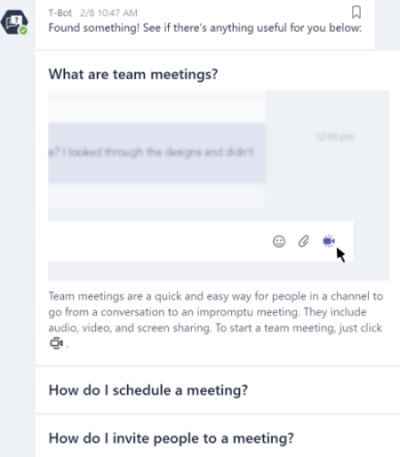 T-Bot 2/8 10:47 AM
Found something! See if there's anything useful for you below:
What are team meetings?
12:00 pm
e? I looked through the designs and didn't
Team meetings are a quick and easy way for people in a channel to
go from a conversation to an impromptu meeting. They include
audio, video, and screen sharing. To start a team meeting, just click
.
How do I schedule a meeting?
How do I invite people to a meeting?